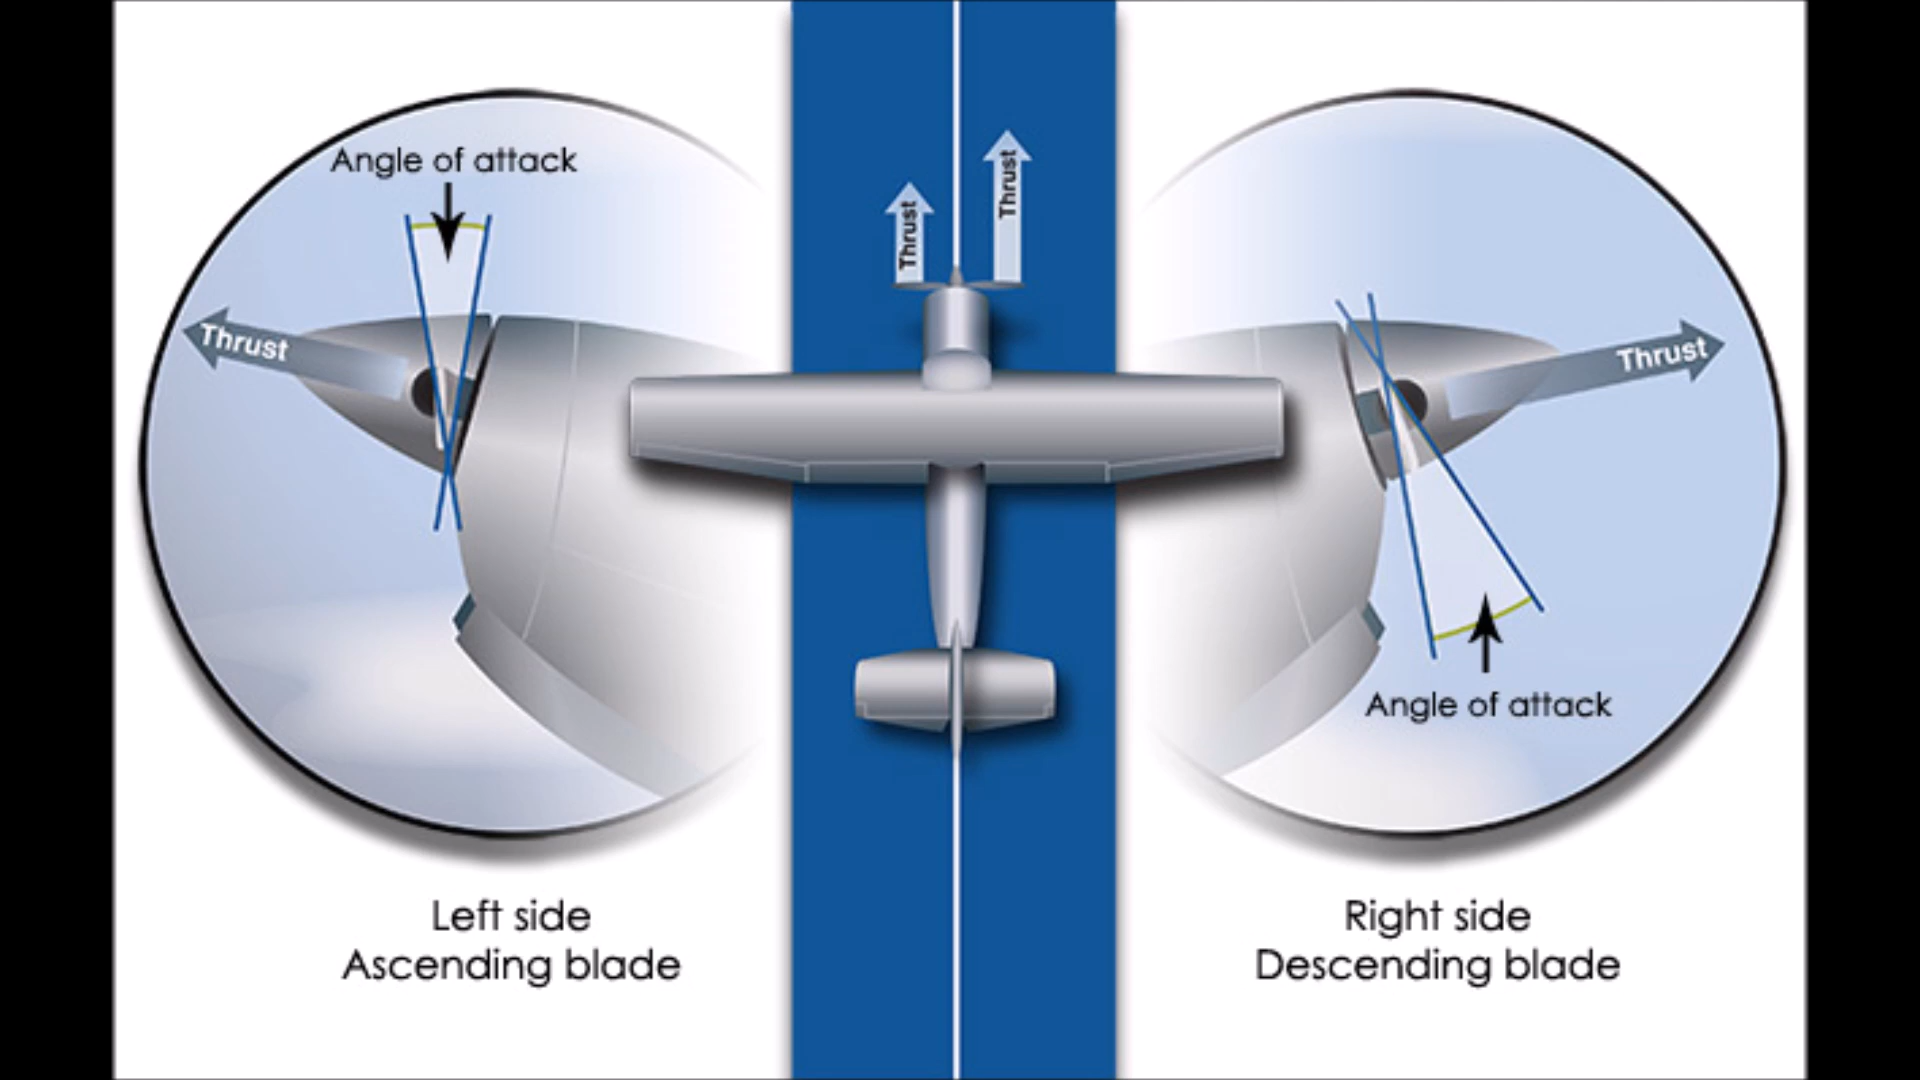 Angle of attack
Thrust
Thrust
Thrust
Thrust
Angle of attack
Left side
Ascending blade
Right side
Descending blade